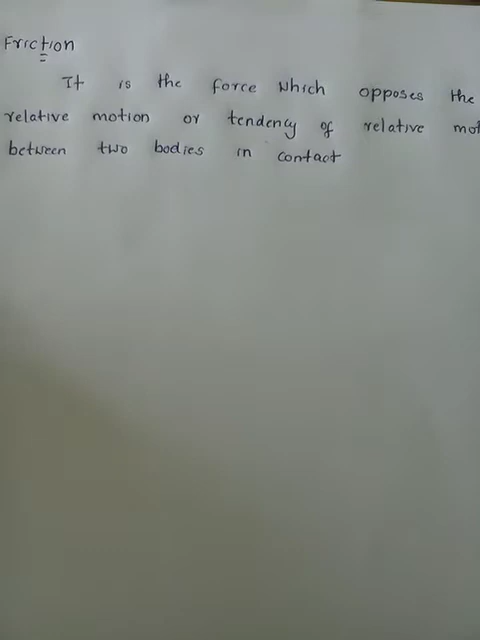 Friction
It is the force which opposes the
relative motion or tendency of relative mot
between two bodies in contact